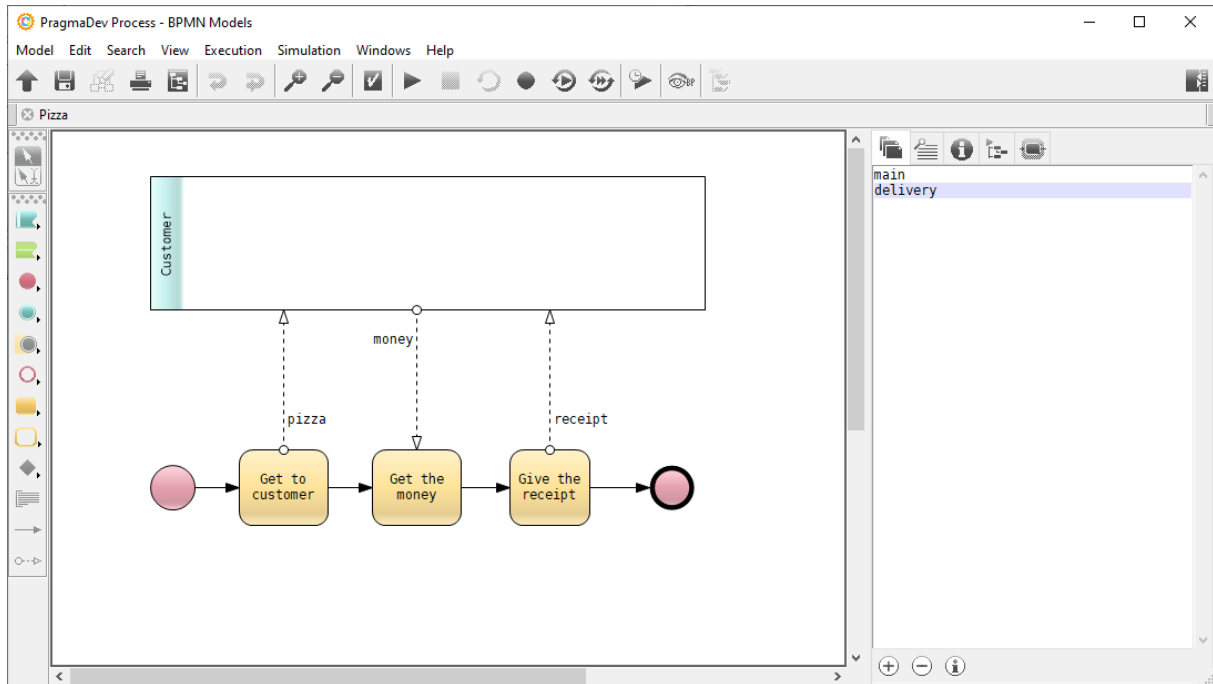 PragmaDev Process - BPMN Models
Model Edit Search View Execution Simulation Windows Help
BP
Pizza
main
delivery
Customer
money
pizza
receipt
Get to
customer
Get the
money
Give the
receipt